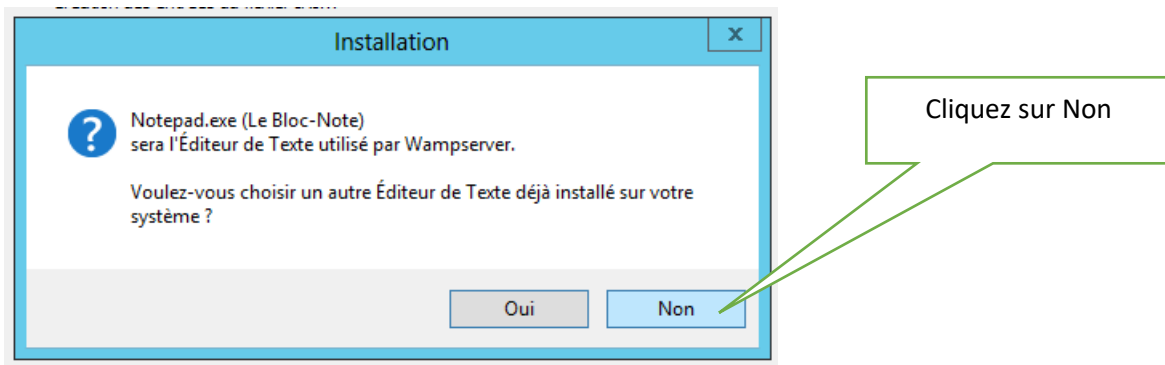 Installation
x
Notepad.exe (Le Bloc-Note)
sera l'Éditeur de Texte utilisé par Wampserver.
Voulez-vous choisir un autre Éditeur de Texte déjà installé sur votre
système ?
Oui
Non
Cliquez sur Non